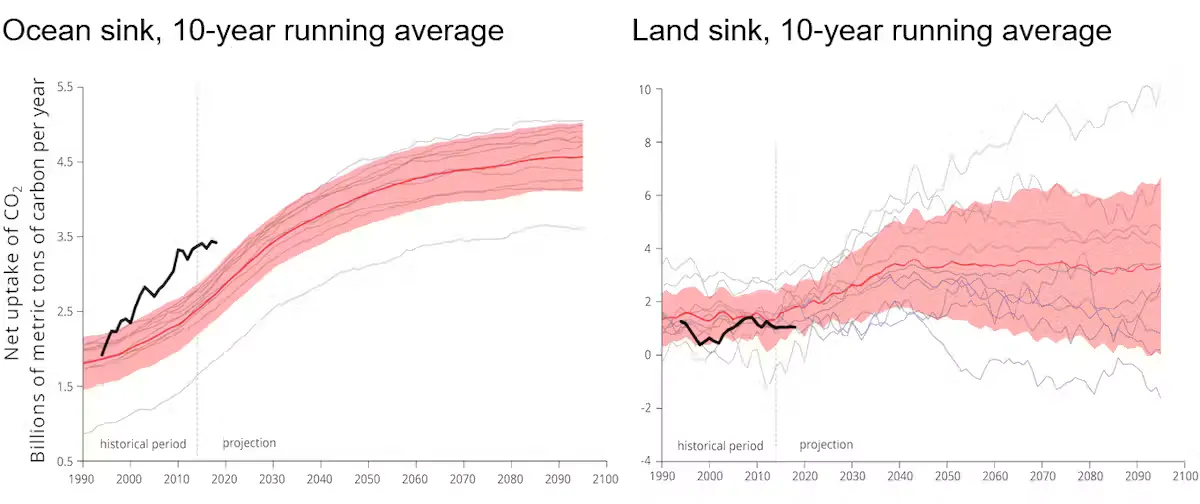 Ocean sink, 10-year running average
Land sink, 10-year running average
Net uptake of CO₂
Billions of metric tons of carbon per year
5.5
4.5
3.5
2.5
1.5
0.5
historical period
projection
1990 2000 2010 2020 2030 2040 2050 2060 2070 2080 2090 2100
10
8
6
4
2
0
-2
-4
historical period
projection
1990 2000 2010 2020 2030 2040 2050 2060 2070 2080 2090 2100